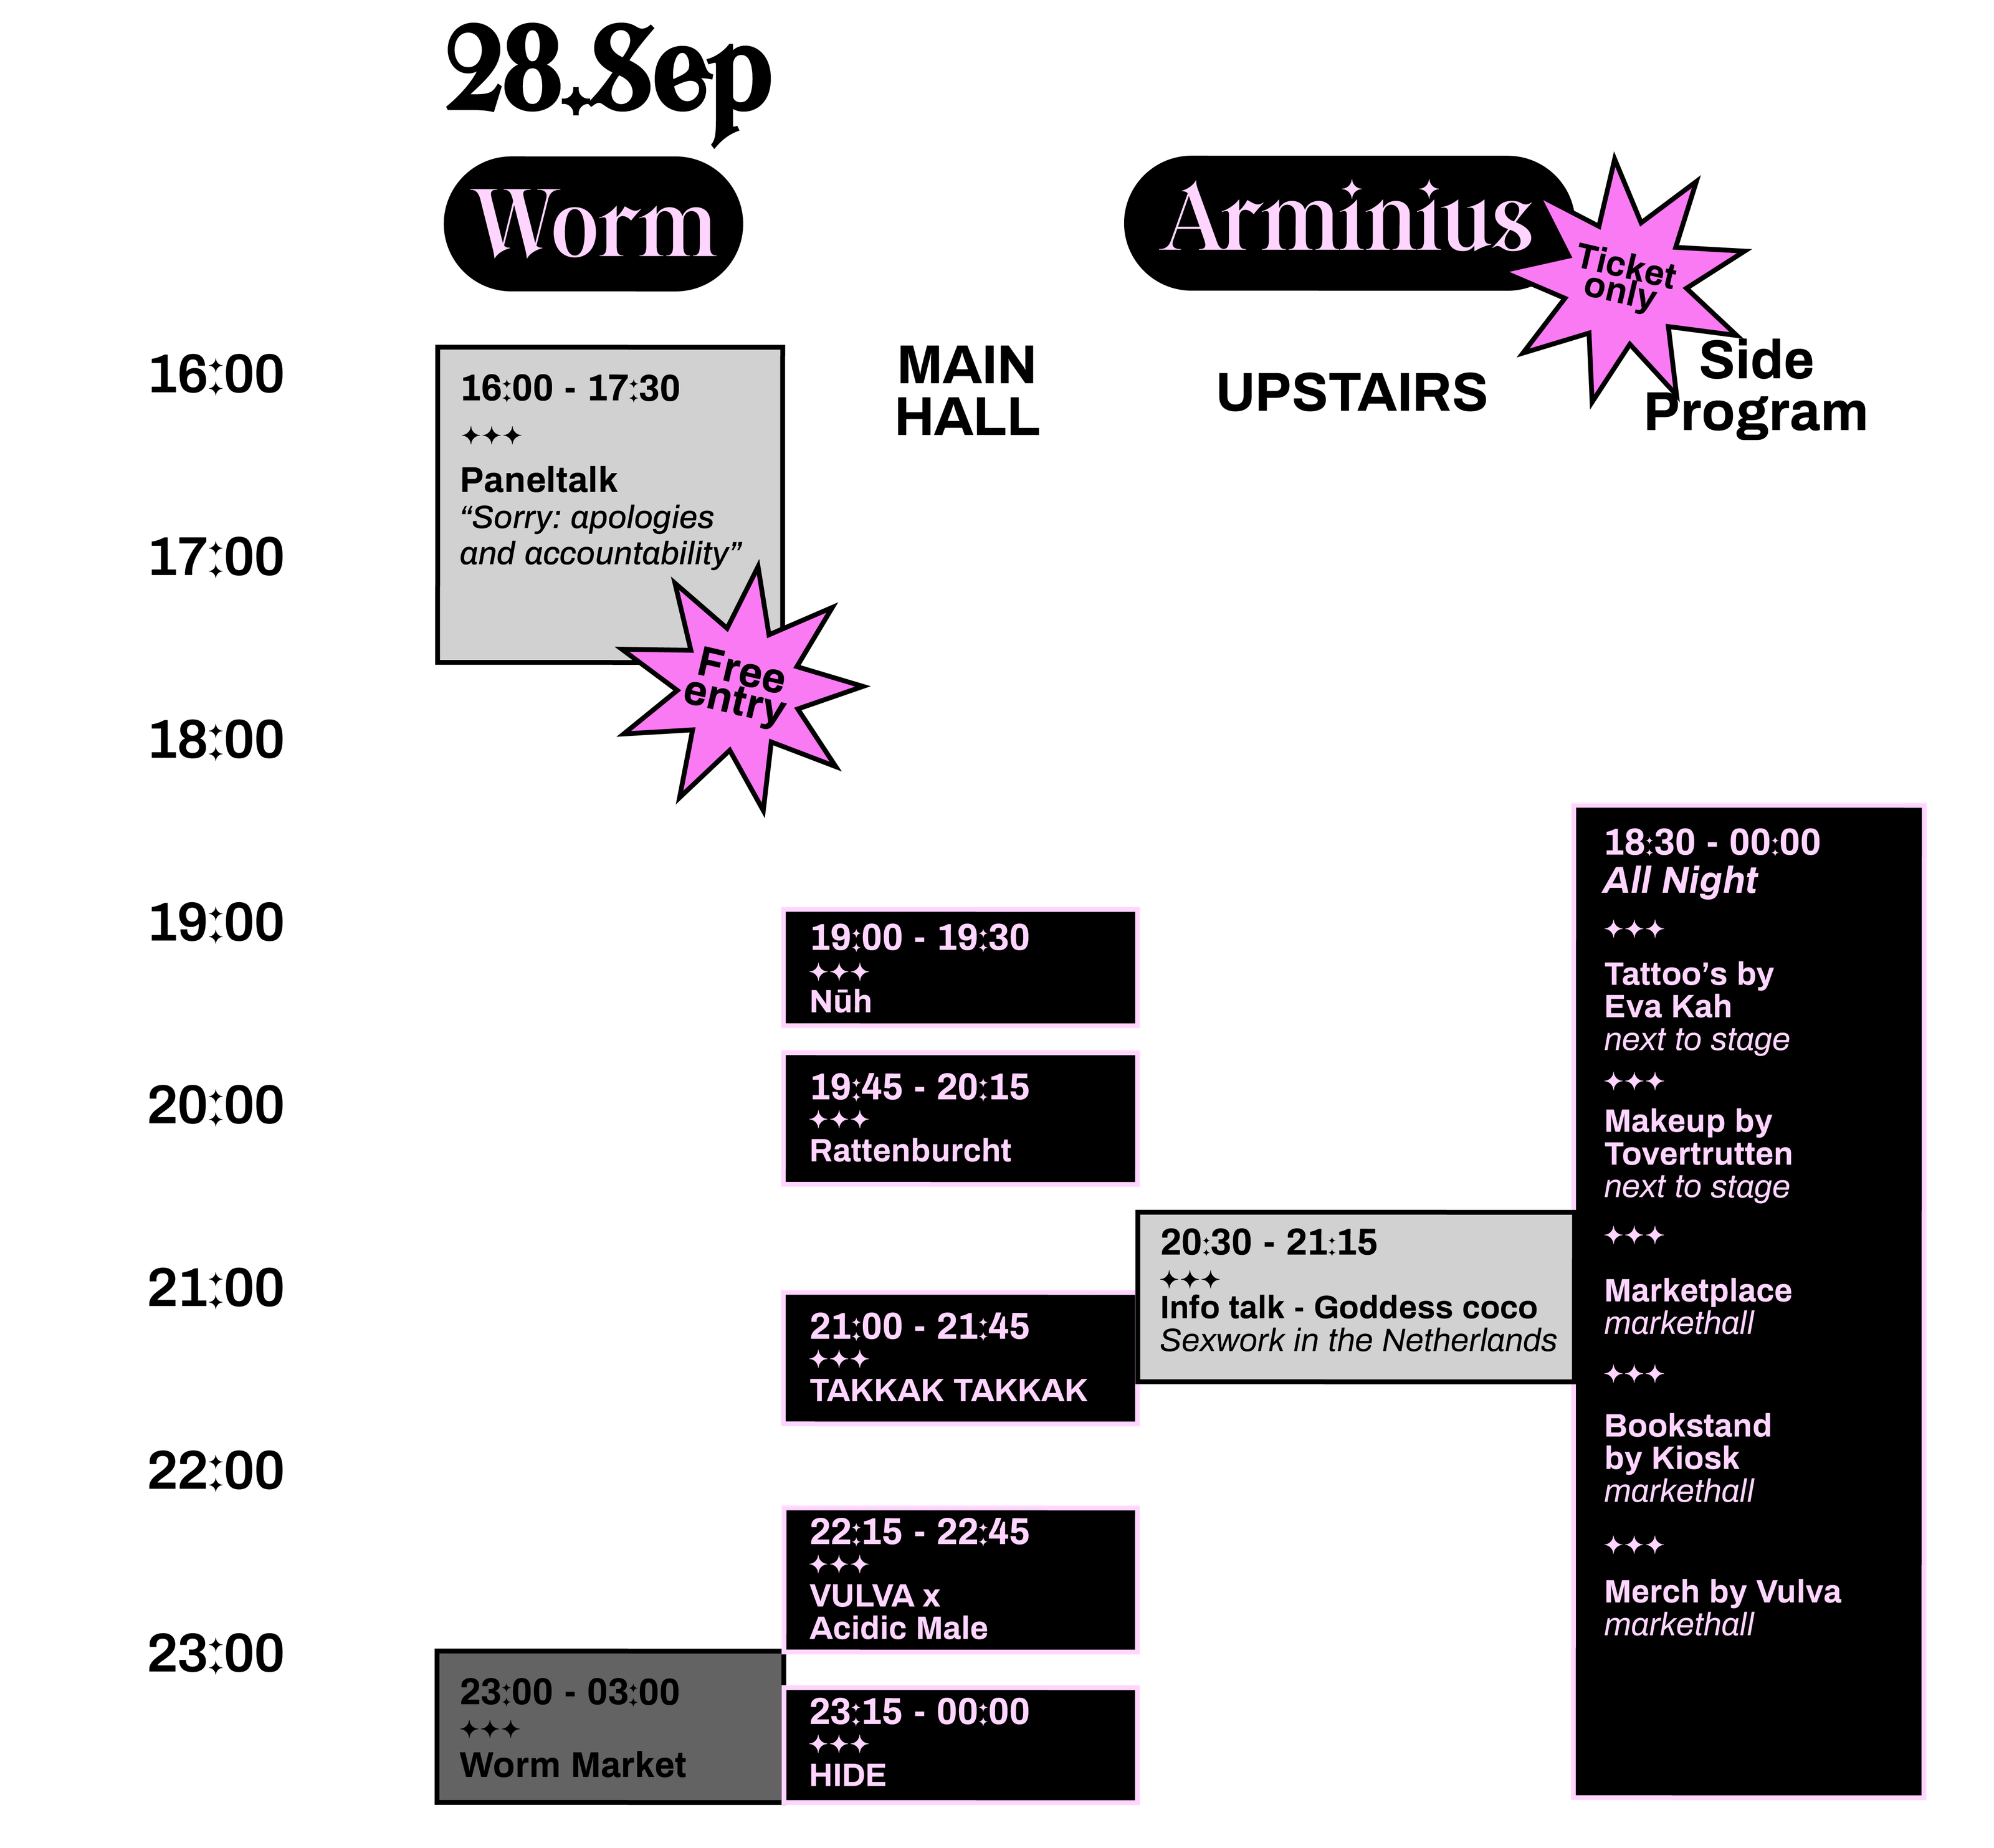 28.Sep
Worm
Arminius
Ticket
only
16:00
17:00
18:00
19:00
20:00
21:00
22:00
23:00
16:00 - 17:30
Paneltalk
“Sorry: apologies
and accountability”
Free
entry
23:00 - 03:00
Worm Market
MAIN
HALL
19:00 - 19:30
Nūh
19:45 - 20:15
Rattenburcht
21:00 - 21:45
TAKKAK TAKKAK
22:15 - 22:45
VULVA x
Acidic Male
23:15 - 00:00
HIDE
UPSTAIRS
20:30 - 21:15
Info talk - Goddess coco
Sexwork in the Netherlands
Side
Program
18:30 - 00:00
All Night
Tattoo’s by
Eva Kah
next to stage
Makeup by
Tovertrutten
next to stage
Marketplace
markethall
Bookstand
by Kiosk
markethall
Merch by Vulva
markethall